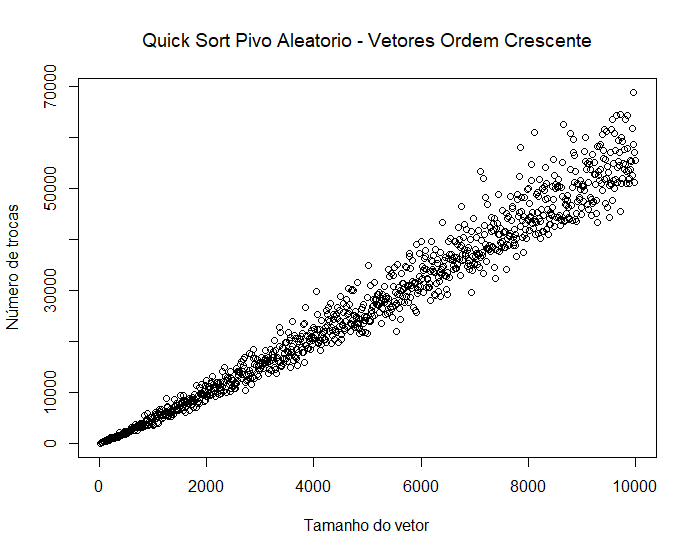 Quick Sort Pivo Aleatorio - Vetores Ordem Crescente
70000
50000
30000
10000
0
Número de trocas
0 2000 4000 6000 8000 10000
Tamanho do vetor